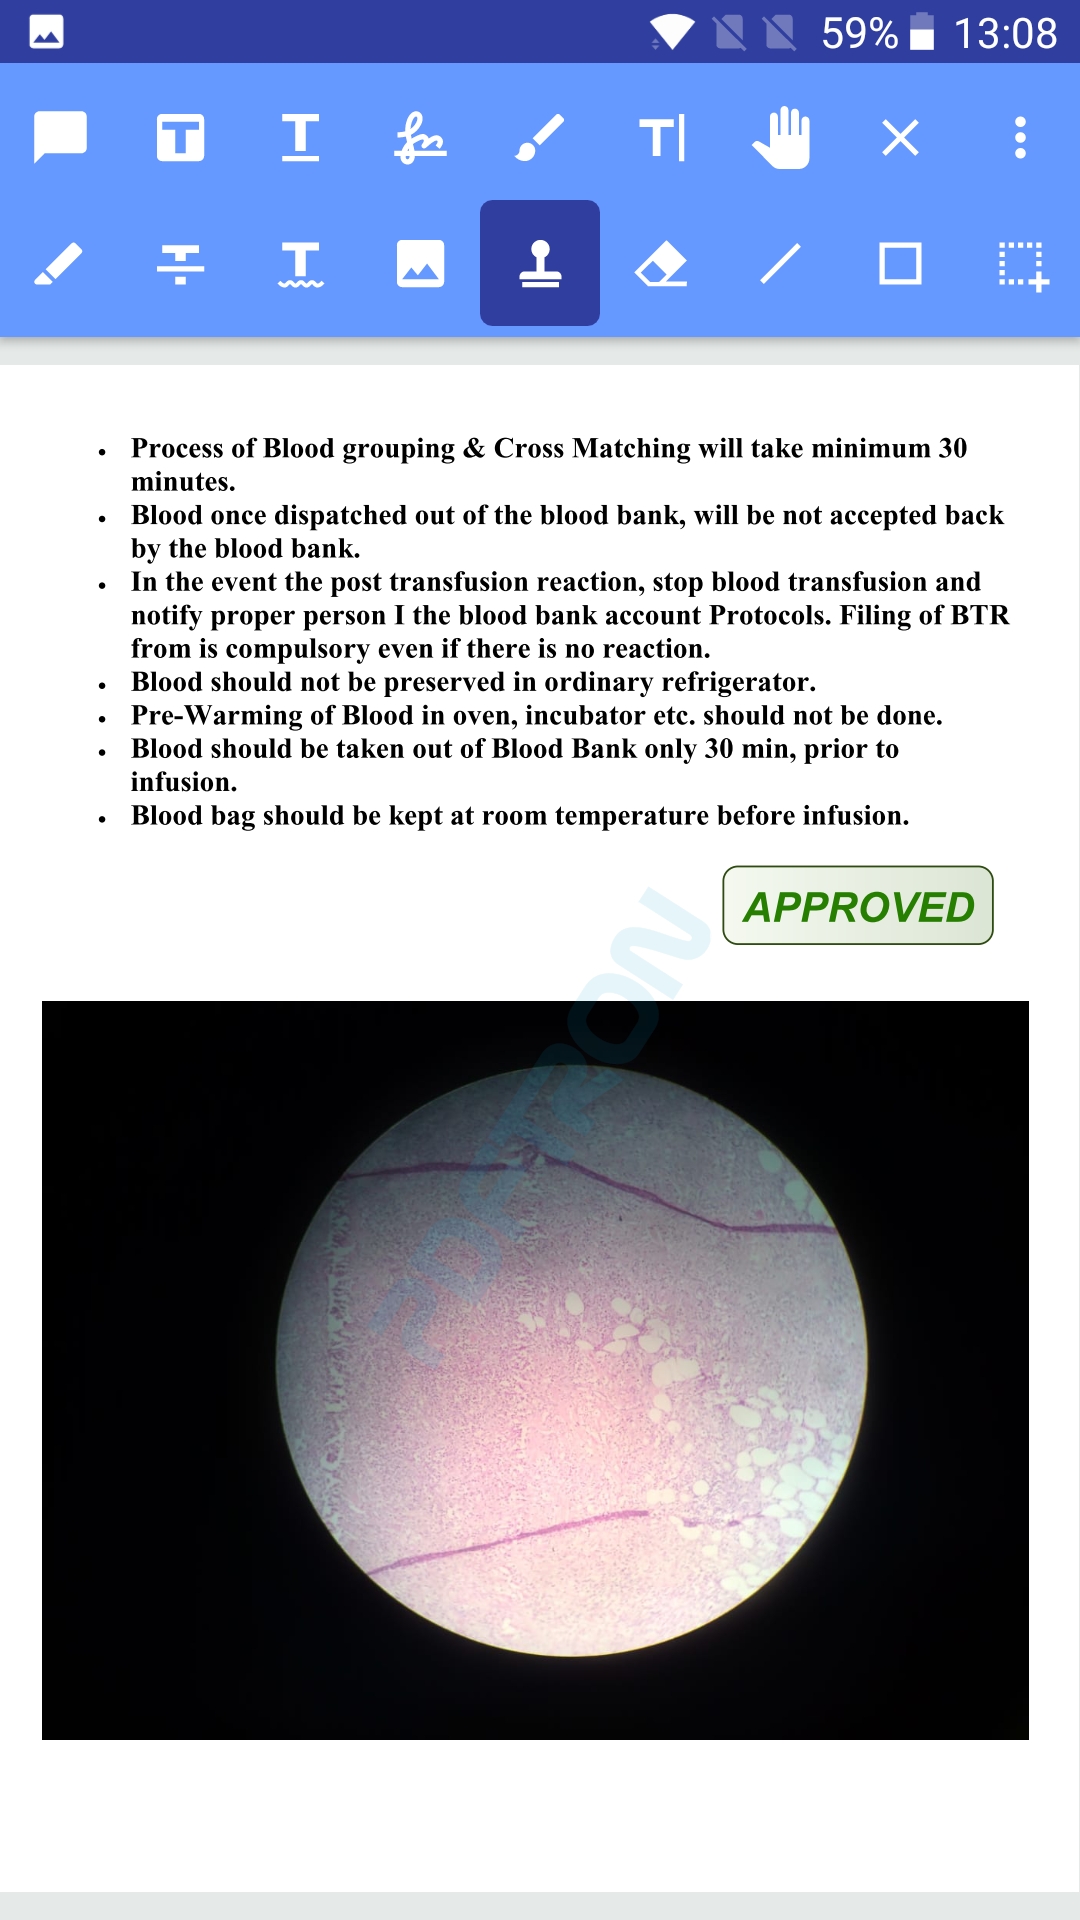 59% 13:08
T T T|
T T
• Process of Blood grouping & Cross Matching will take minimum 30
minutes.
• Blood once dispatched out of the blood bank, will be not accepted back
by the blood bank.
• In the event the post transfusion reaction, stop blood transfusion and
notify proper person I the blood bank account Protocols. Filing of BTR
from is compulsory even if there is no reaction.
• Blood should not be preserved in ordinary refrigerator.
• Pre-Warming of Blood in oven, incubator etc. should not be done.
• Blood should be taken out of Blood Bank only 30 min, prior to
infusion.
• Blood bag should be kept at room temperature before infusion.
APPROVED
PDFTRON